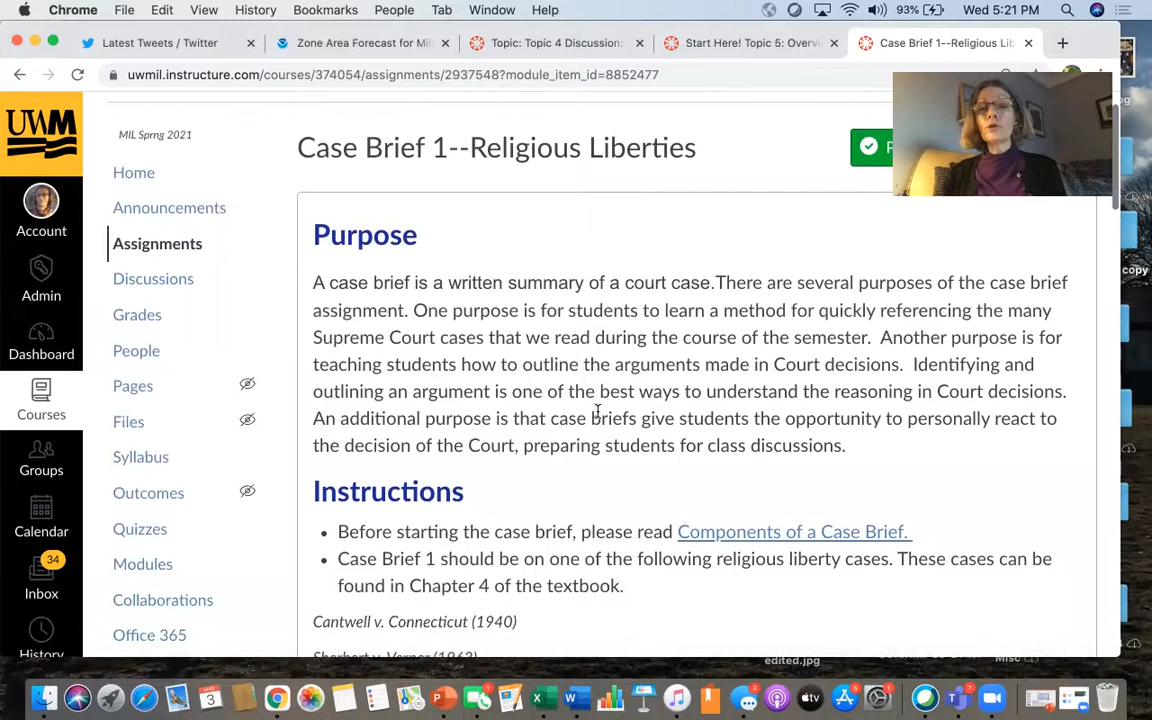 Chrome File Edit View History Bookmarks People Tab Window Help 93% Wed 5:21 PM
Latest Tweets / Twitter Zone Area Forecast for Mil Topic: Topic 4 Discussion: Start Here! Topic 5: Overvi Case Brief 1--Religious Lib
uwmil.instructure.com/courses/374054/assignments/2937548?module_item_id=8852477
UWM
MIL Sprng 2021
Case Brief 1--Religious Liberties
P
Home
Announcements
Assignments
Discussions
Grades
People
Pages
Files
Syllabus
Outcomes
Quizzes
Modules
Collaborations
Office 365
Account
Admin
Dashboard
Courses
Groups
Calendar
34
Inbox
History
Purpose
A case brief is a written summary of a court case.There are several purposes of the case brief
assignment. One purpose is for students to learn a method for quickly referencing the many
Supreme Court cases that we read during the course of the semester. Another purpose is for
teaching students how to outline the arguments made in Court decisions. Identifying and
outlining an argument is one of the best ways to understand the reasoning in Court decisions.
An additional purpose is that case briefs give students the opportunity to personally react to
the decision of the Court, preparing students for class discussions.
Instructions
• Before starting the case brief, please read Components of a Case Brief.
• Case Brief 1 should be on one of the following religious liberty cases. These cases can be
found in Chapter 4 of the textbook.
Cantwell v. Connecticut (1940)
Sherbert v. Verner (1963)
copy
edited.jpg
Misc